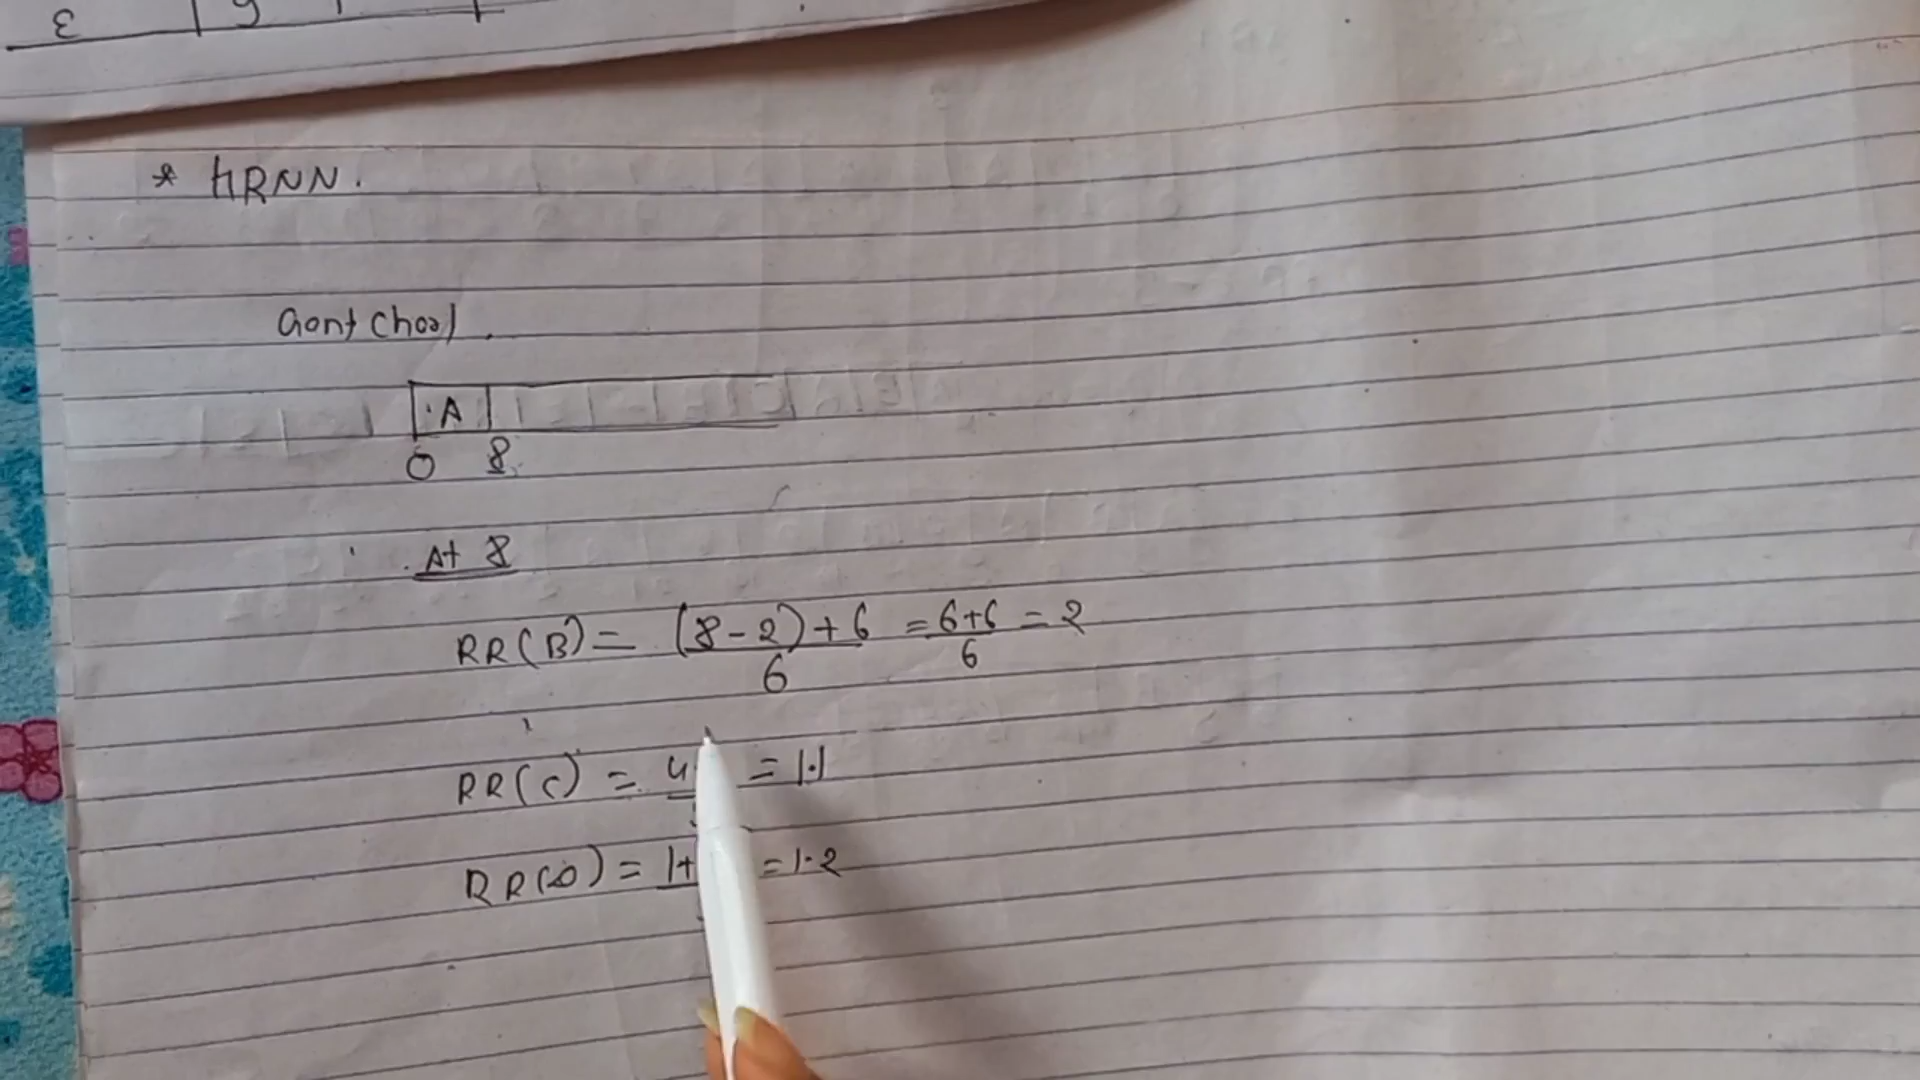 ε 9
* HRNN.
Gant Chart.
A
0 8
At 8
RR(B) = (8-2)+6 / 6 = 6+6 / 6 = 2
RR(C) = 4 = 1.1
RR(D) = 1+ = 1.2